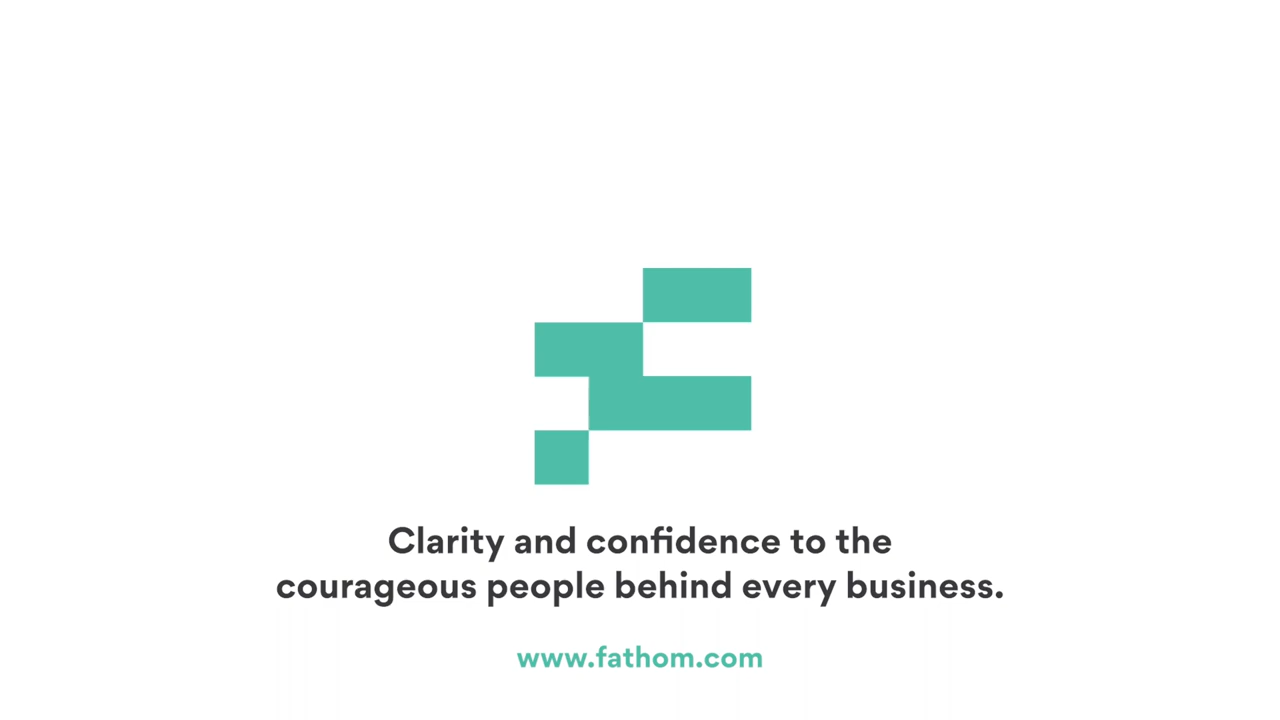 Clarity and confidence to the
courageous people behind every business.
www.fathom.com